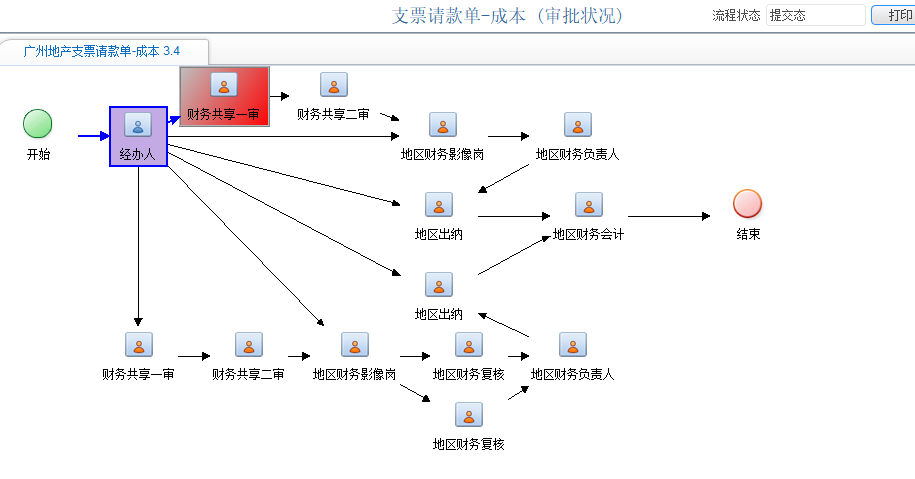 支票请款单-成本 (审批状况)
流程状态 提交态 打印
广州地产支票请款单-成本 3.4
财务共享一审
财务共享二审
开始
经办人
地区财务影像岗
地区财务负责人
地区出纳
地区财务会计
结束
地区出纳
财务共享一审
财务共享二审
地区财务影像岗
地区财务复核
地区财务负责人
地区财务复核